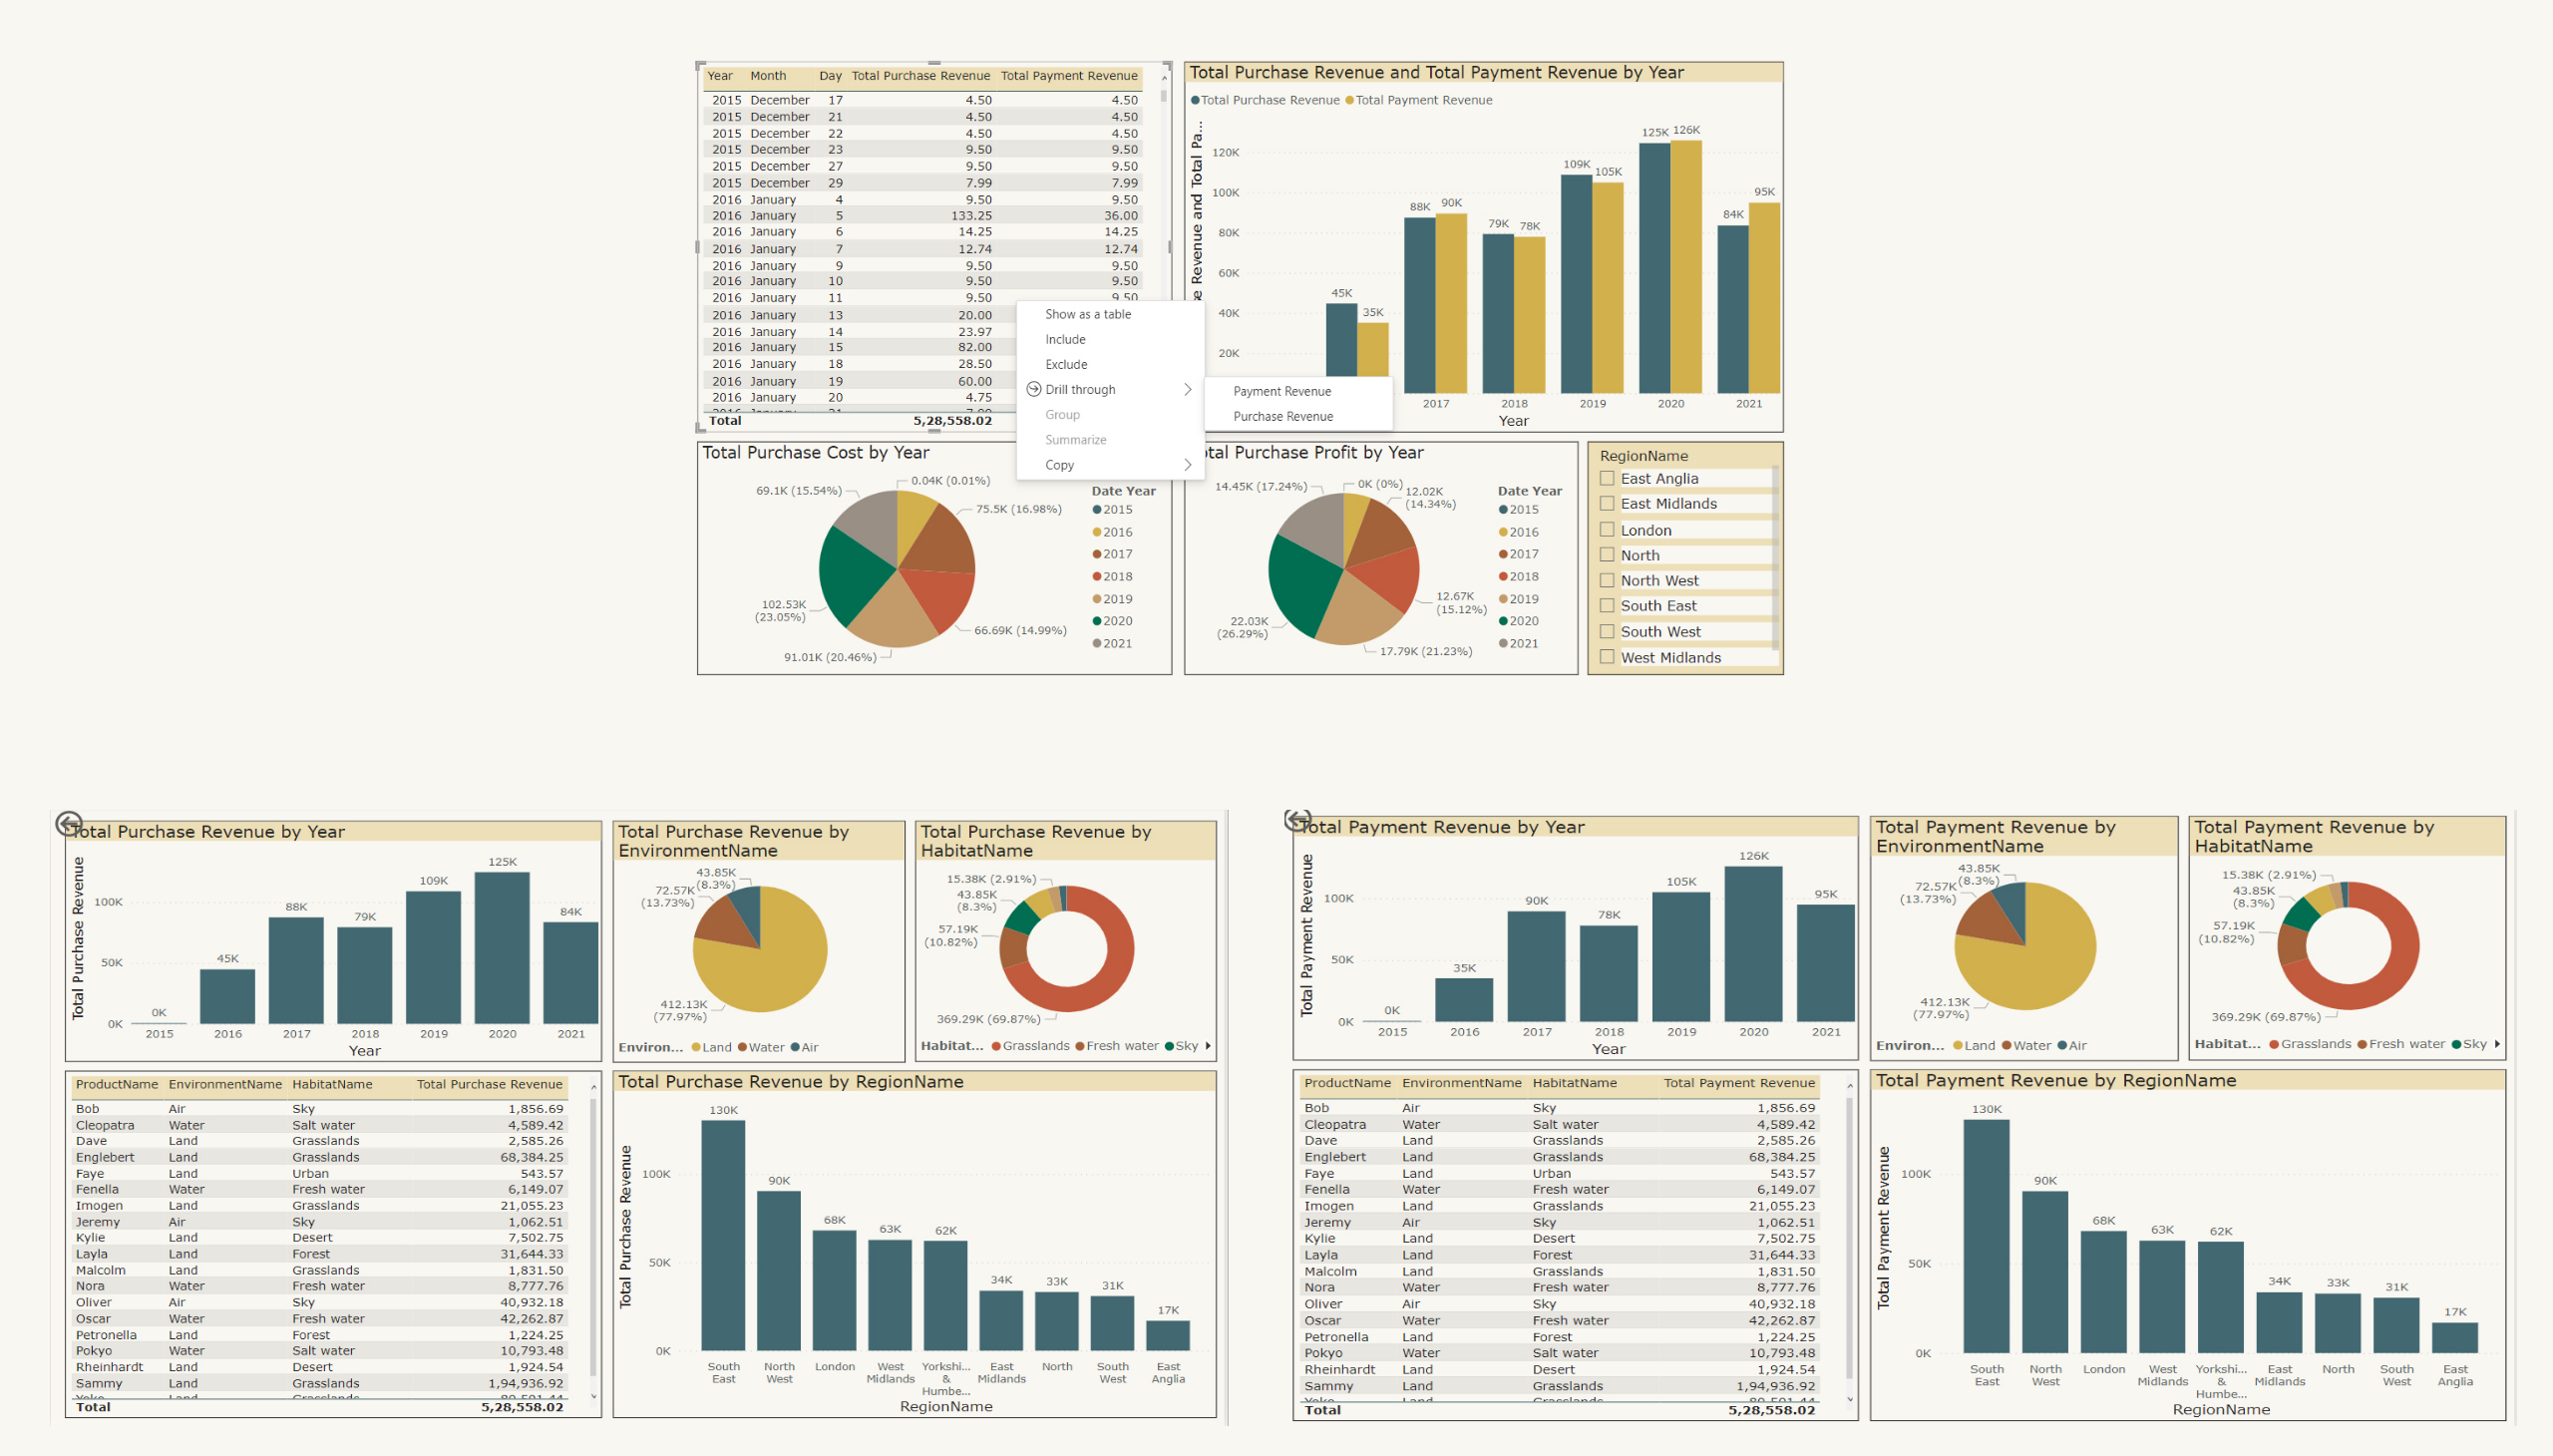 Year Month Day Total Purchase Revenue Total Payment Revenue
2015 December 17 4.50 4.50
2015 December 21 4.50 4.50
2015 December 22 4.50 4.50
2015 December 23 9.50 9.50
2015 December 27 9.50 9.50
2015 December 29 7.99 7.99
2016 January 4 9.50 9.50
2016 January 5 133.25 36.00
2016 January 6 14.25 14.25
2016 January 7 12.74 12.74
2016 January 9 9.50 9.50
2016 January 10 9.50 9.50
2016 January 11 9.50 9.50
2016 January 13 20.00
2016 January 14 23.97
2016 January 15 82.00
2016 January 18 28.50
2016 January 19 60.00
2016 January 20 4.75
Total 5,28,558.02
Show as a table
Include
Exclude
Drill through
Group
Summarize
Copy
Payment Revenue
Purchase Revenue
Total Purchase Revenue and Total Payment Revenue by Year
Total Purchase Revenue Total Payment Revenue
Revenue and Total Pa...
120K
100K
80K
60K
40K
20K
45K 35K
88K 90K
79K 78K
109K 105K
125K 126K
84K 95K
2017 2018 2019 2020 2021
Year
Total Purchase Cost by Year
0.04K (0.01%)
75.5K (16.98%)
66.69K (14.99%)
91.01K (20.46%)
102.53K
(23.05%)
69.1K (15.54%)
Date Year
2015
2016
2017
2018
2019
2020
2021
tal Purchase Profit by Year
0K (0%)
12.02K
(14.34%)
12.67K
(15.12%)
17.79K (21.23%)
22.03K
(26.29%)
14.45K (17.24%)
Date Year
2015
2016
2017
2018
2019
2020
2021
RegionName
East Anglia
East Midlands
London
North
North West
South East
South West
West Midlands
Total Purchase Revenue by Year
Total Purchase Revenue
100K
50K
0K
0K 45K 88K 79K 109K 125K 84K
2015 2016 2017 2018 2019 2020 2021
Year
Total Purchase Revenue by
EnvironmentName
43.85K
(8.3%)
72.57K
(13.73%)
412.13K
(77.97%)
Environ... Land Water Air
Total Purchase Revenue by
HabitatName
15.38K (2.91%)
43.85K
(8.3%)
57.19K
(10.82%)
369.29K (69.87%)
Habitat... Grasslands Fresh water Sky
ProductName EnvironmentName HabitatName Total Purchase Revenue
Bob Air Sky 1,856.69
Cleopatra Water Salt water 4,589.42
Dave Land Grasslands 2,585.26
Englebert Land Grasslands 68,384.25
Faye Land Urban 543.57
Fenella Water Fresh water 6,149.07
Imogen Land Grasslands 21,055.23
Jeremy Air Sky 1,062.51
Kylie Land Desert 7,502.75
Layla Land Forest 31,644.33
Malcolm Land Grasslands 1,831.50
Nora Water Fresh water 8,777.76
Oliver Air Sky 40,932.18
Oscar Water Fresh water 42,262.87
Petronella Land Forest 1,224.25
Pokyo Water Salt water 10,793.48
Rheinhardt Land Desert 1,924.54
Sammy Land Grasslands 1,94,936.92
Total 5,28,558.02
Total Purchase Revenue by RegionName
Total Purchase Revenue
100K
50K
0K
130K 90K 68K 63K 62K 34K 33K 31K 17K
South East
North West
London
West Midlands
Yorkshi... & Humbe...
East Midlands
North
South West
East Anglia
RegionName
Total Payment Revenue by Year
Total Payment Revenue
100K
50K
0K
0K 35K 90K 78K 105K 126K 95K
2015 2016 2017 2018 2019 2020 2021
Year
Total Payment Revenue by
EnvironmentName
43.85K
(8.3%)
72.57K
(13.73%)
412.13K
(77.97%)
Environ... Land Water Air
Total Payment Revenue by
HabitatName
15.38K (2.91%)
43.85K
(8.3%)
57.19K
(10.82%)
369.29K (69.87%)
Habitat... Grasslands Fresh water Sky
ProductName EnvironmentName HabitatName Total Payment Revenue
Bob Air Sky 1,856.69
Cleopatra Water Salt water 4,589.42
Dave Land Grasslands 2,585.26
Englebert Land Grasslands 68,384.25
Faye Land Urban 543.57
Fenella Water Fresh water 6,149.07
Imogen Land Grasslands 21,055.23
Jeremy Air Sky 1,062.51
Kylie Land Desert 7,502.75
Layla Land Forest 31,644.33
Malcolm Land Grasslands 1,831.50
Nora Water Fresh water 8,777.76
Oliver Air Sky 40,932.18
Oscar Water Fresh water 42,262.87
Petronella Land Forest 1,224.25
Pokyo Water Salt water 10,793.48
Rheinhardt Land Desert 1,924.54
Sammy Land Grasslands 1,94,936.92
Total 5,28,558.02
Total Payment Revenue by RegionName
Total Payment Revenue
100K
50K
0K
130K 90K 68K 63K 62K 34K 33K 31K 17K
South East
North West
London
West Midlands
Yorkshi... & Humbe...
East Midlands
North
South West
East Anglia
RegionName